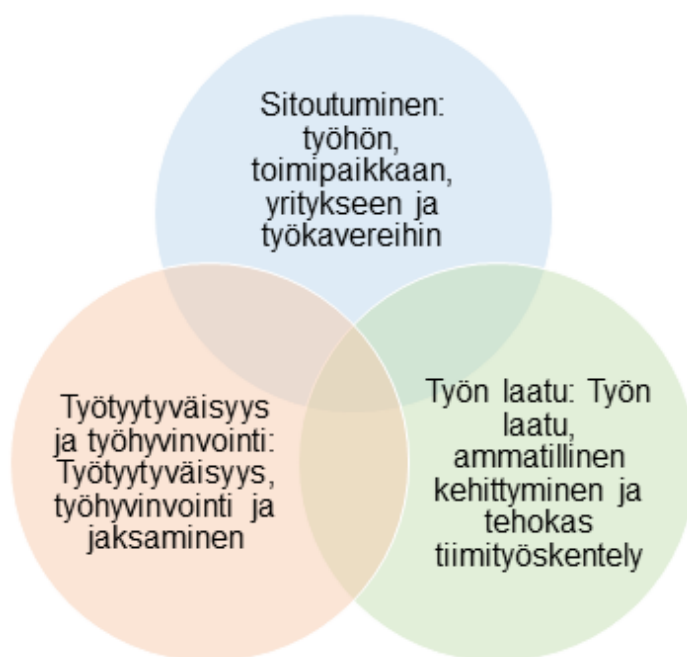 Sitoutuminen:
työhön,
toimipaikkaan,
yritykseen ja
työkavereihin
Työtyytyväisyys
ja työhyvinvointi:
Työtyytyväisyys,
työhyvinvointi ja
jaksaminen
Työn laatu: Työn
laatu,
ammatillinen
kehittyminen ja
tehokas
tiimityöskentely